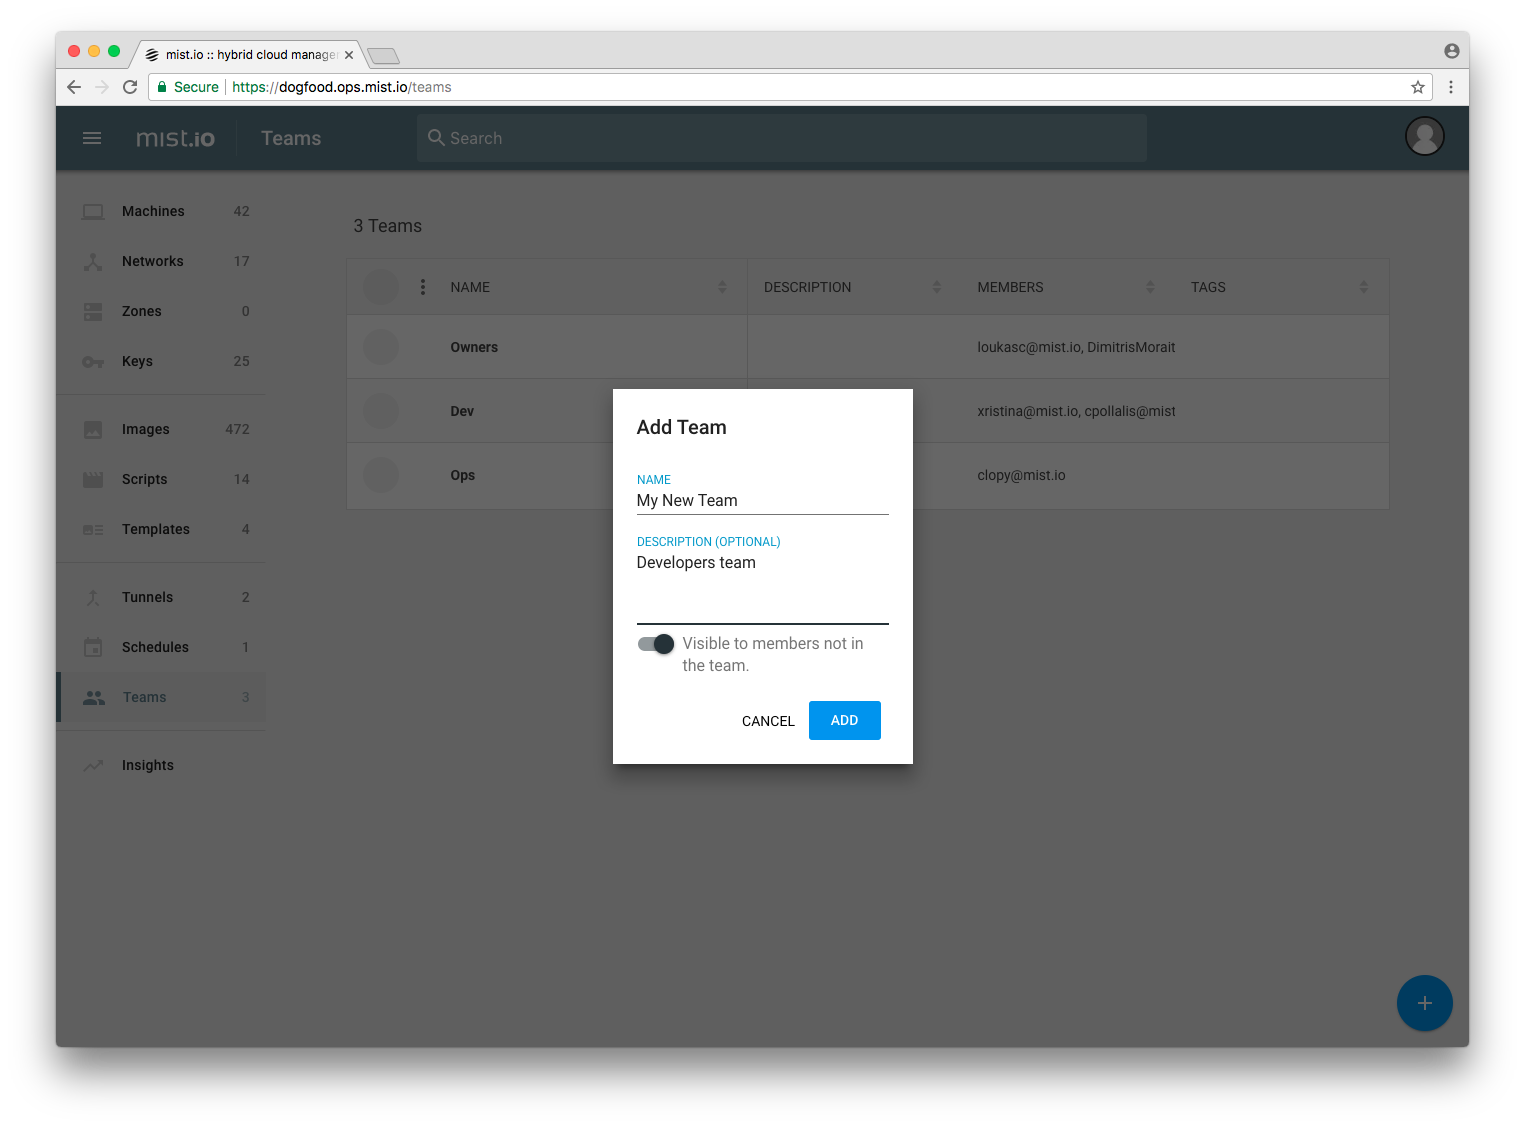 mist.io :: hybrid cloud manage
Secure https://dogfood.ops.mist.io/teams
mist.io Teams Search
Machines 42
Networks 17
Zones 0
Keys 25
Images 472
Scripts 14
Templates 4
Tunnels 2
Schedules 1
Teams 3
Insights
3 Teams
NAME DESCRIPTION MEMBERS TAGS
Owners loukasc@mist.io, DimitrisMorait
Dev xristina@mist.io, cpollalis@mist
Ops clopy@mist.io
Add Team
NAME
My New Team
DESCRIPTION (OPTIONAL)
Developers team
Visible to members not in
the team.
CANCEL ADD